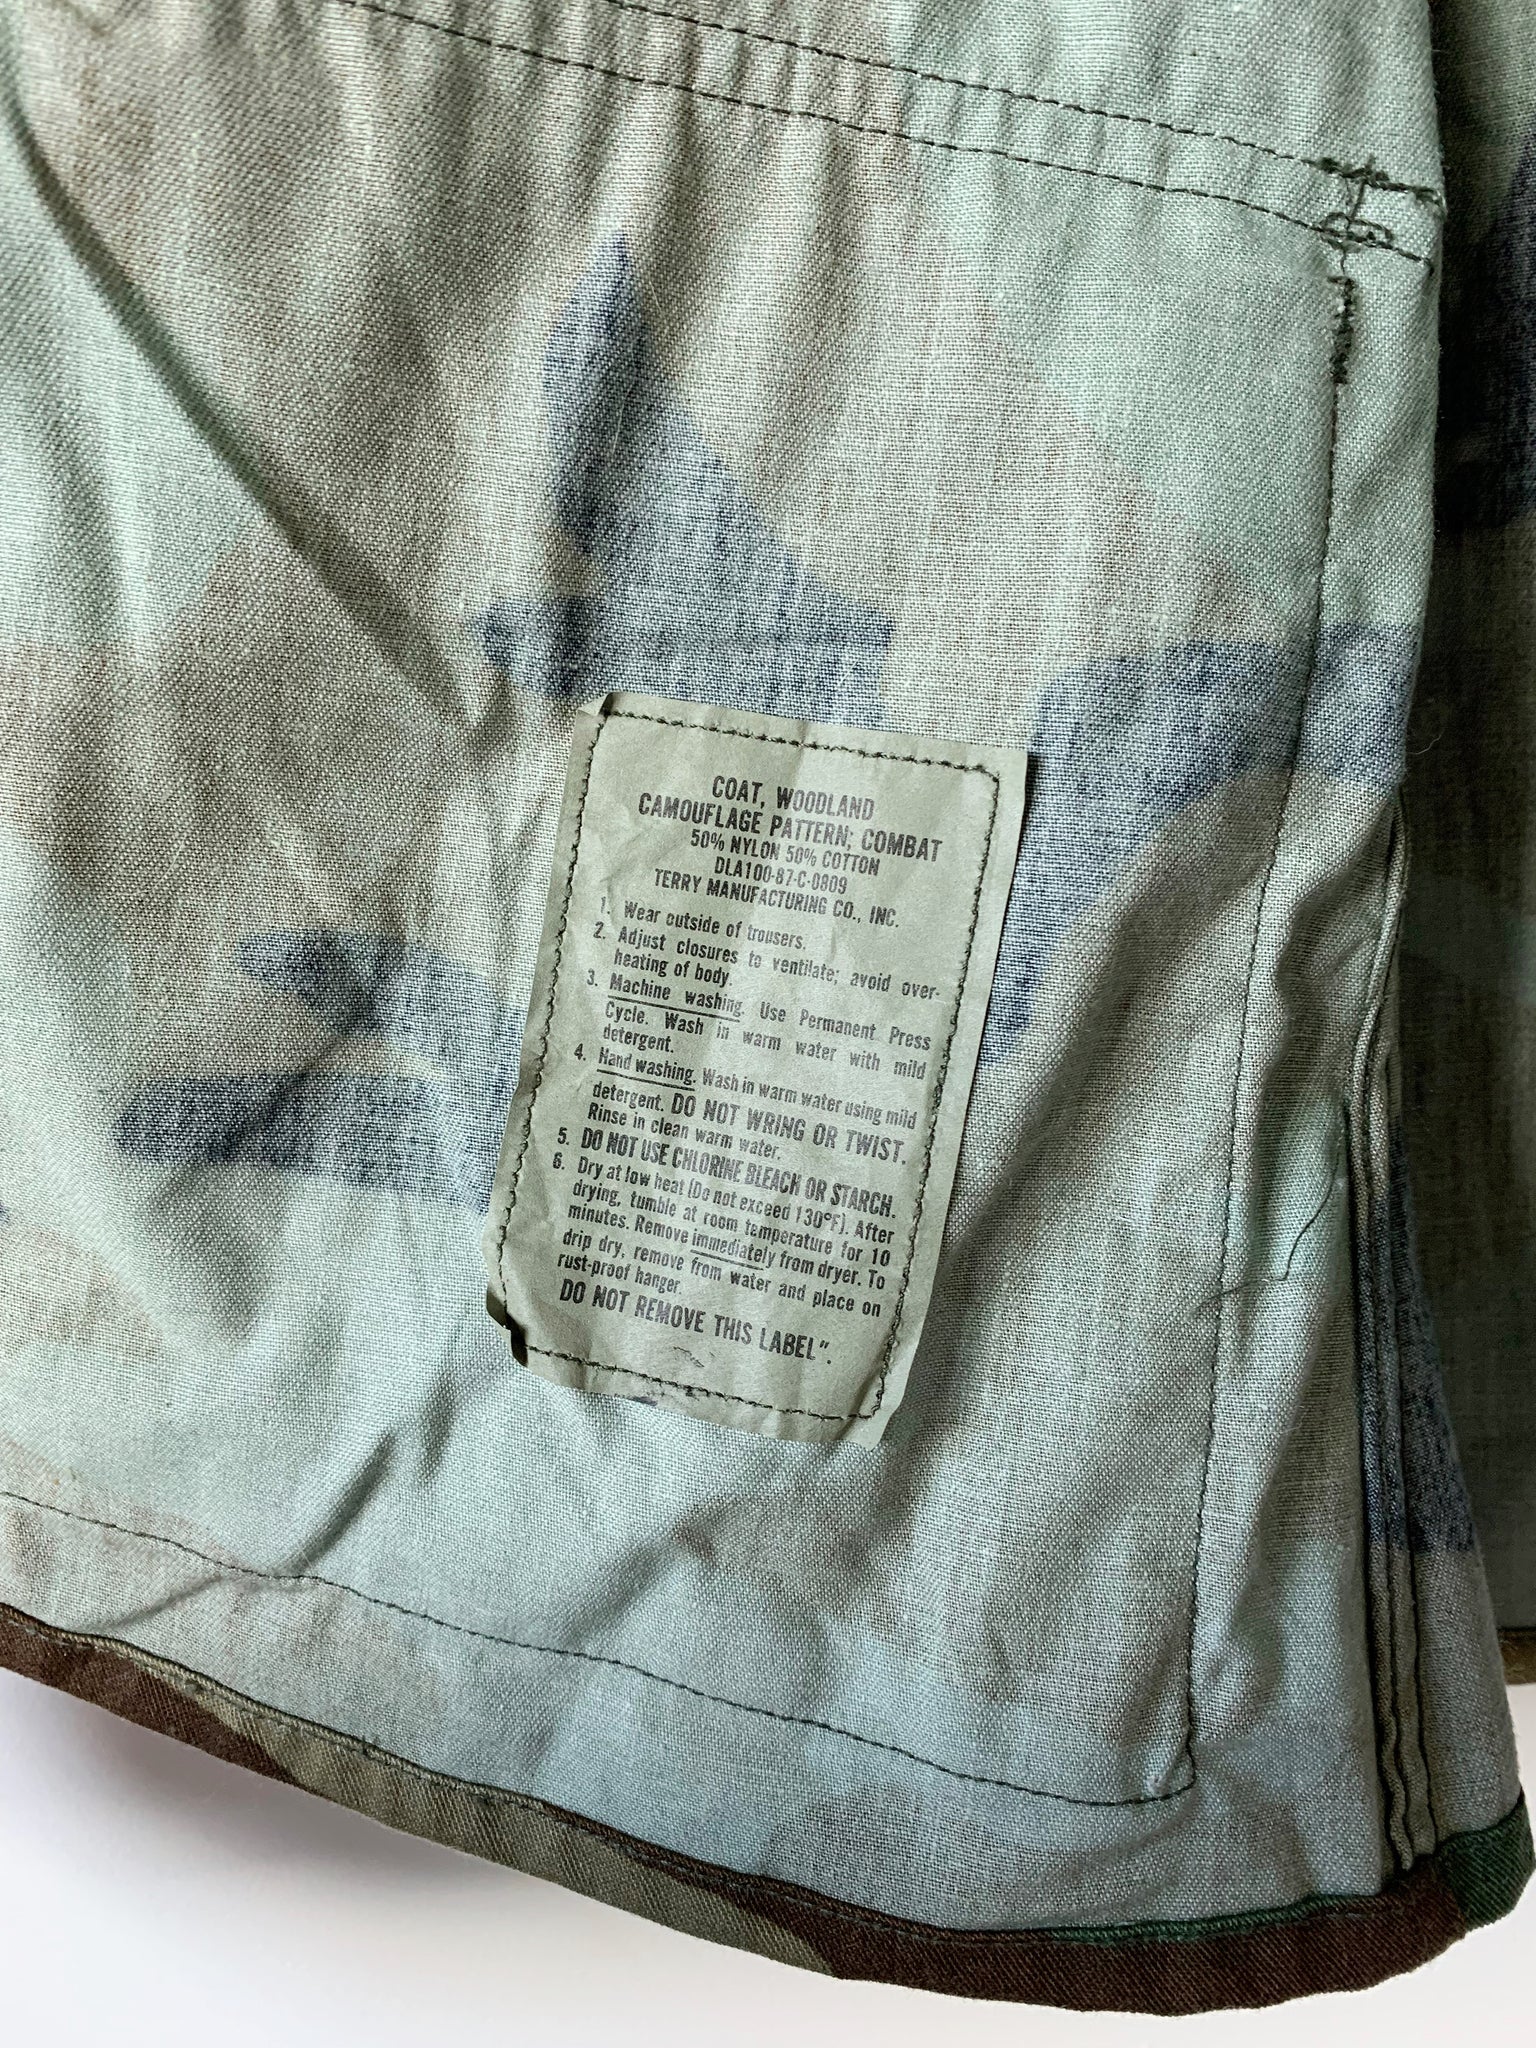 COAT, WOODLAND
CAMOUFLAGE PATTERN; COMBAT
50% NYLON 50% COTTON
DLA100-87-C-0809
TERRY MANUFACTURING CO., INC.
1. Wear outside of trousers.
2. Adjust closures to ventilate; avoid over-
heating of body.
3. Machine washing. Use Permanent Press
Cycle. Wash in warm water with mild
detergent.
4. Hand washing. Wash in warm water using mild
detergent. DO NOT WRING OR TWIST.
Rinse in clean warm water.
5. DO NOT USE CHLORINE BLEACH OR STARCH.
6. Dry at low heat (Do not exceed 130°F). After
drying, tumble at room temperature for 10
minutes. Remove immediately from dryer. To
drip dry, remove from water and place on
rust-proof hanger.
DO NOT REMOVE THIS LABEL".